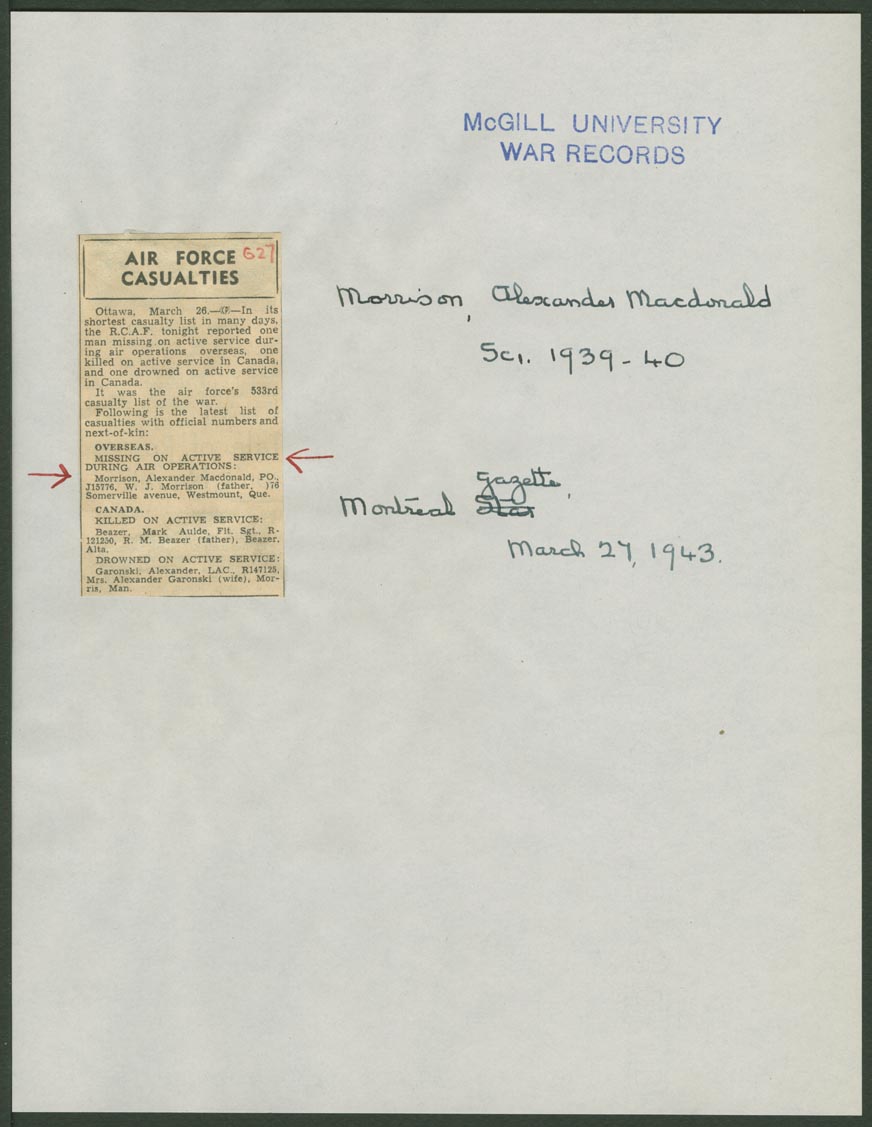 McGILL UNIVERSITY
WAR RECORDS
AIR FORCE
CASUALTIES
G27
Ottawa, March 26.—CP—In its
shortest casualty list in many days,
the R.C.A.F. tonight reported one
man missing on active service dur-
ing air operations overseas, one
killed on active service in Canada,
and one drowned on active service
in Canada.
It was the air force's 533rd
casualty list of the war.
Following is the latest list of
casualties with official numbers and
next-of-kin:
OVERSEAS.
MISSING ON ACTIVE SERVICE
DURING AIR OPERATIONS:
Morrison, Alexander Macdonald, PO.,
J15776, W. J. Morrison (father, )76
Somerville avenue, Westmount, Que.
CANADA.
KILLED ON ACTIVE SERVICE:
Beazer, Mark Aulde, Flt. Sgt., R-
121250, R. M. Beazer (father), Beazer,
Alta.
DROWNED ON ACTIVE SERVICE:
Garonski, Alexander, LAC., R147125,
Mrs. Alexander Garonski (wife), Mor-
ris, Man.
Morrison, Alexander Macdonald
Sci. 1939-40
Gazette,
Montreal Star
March 27, 1943.